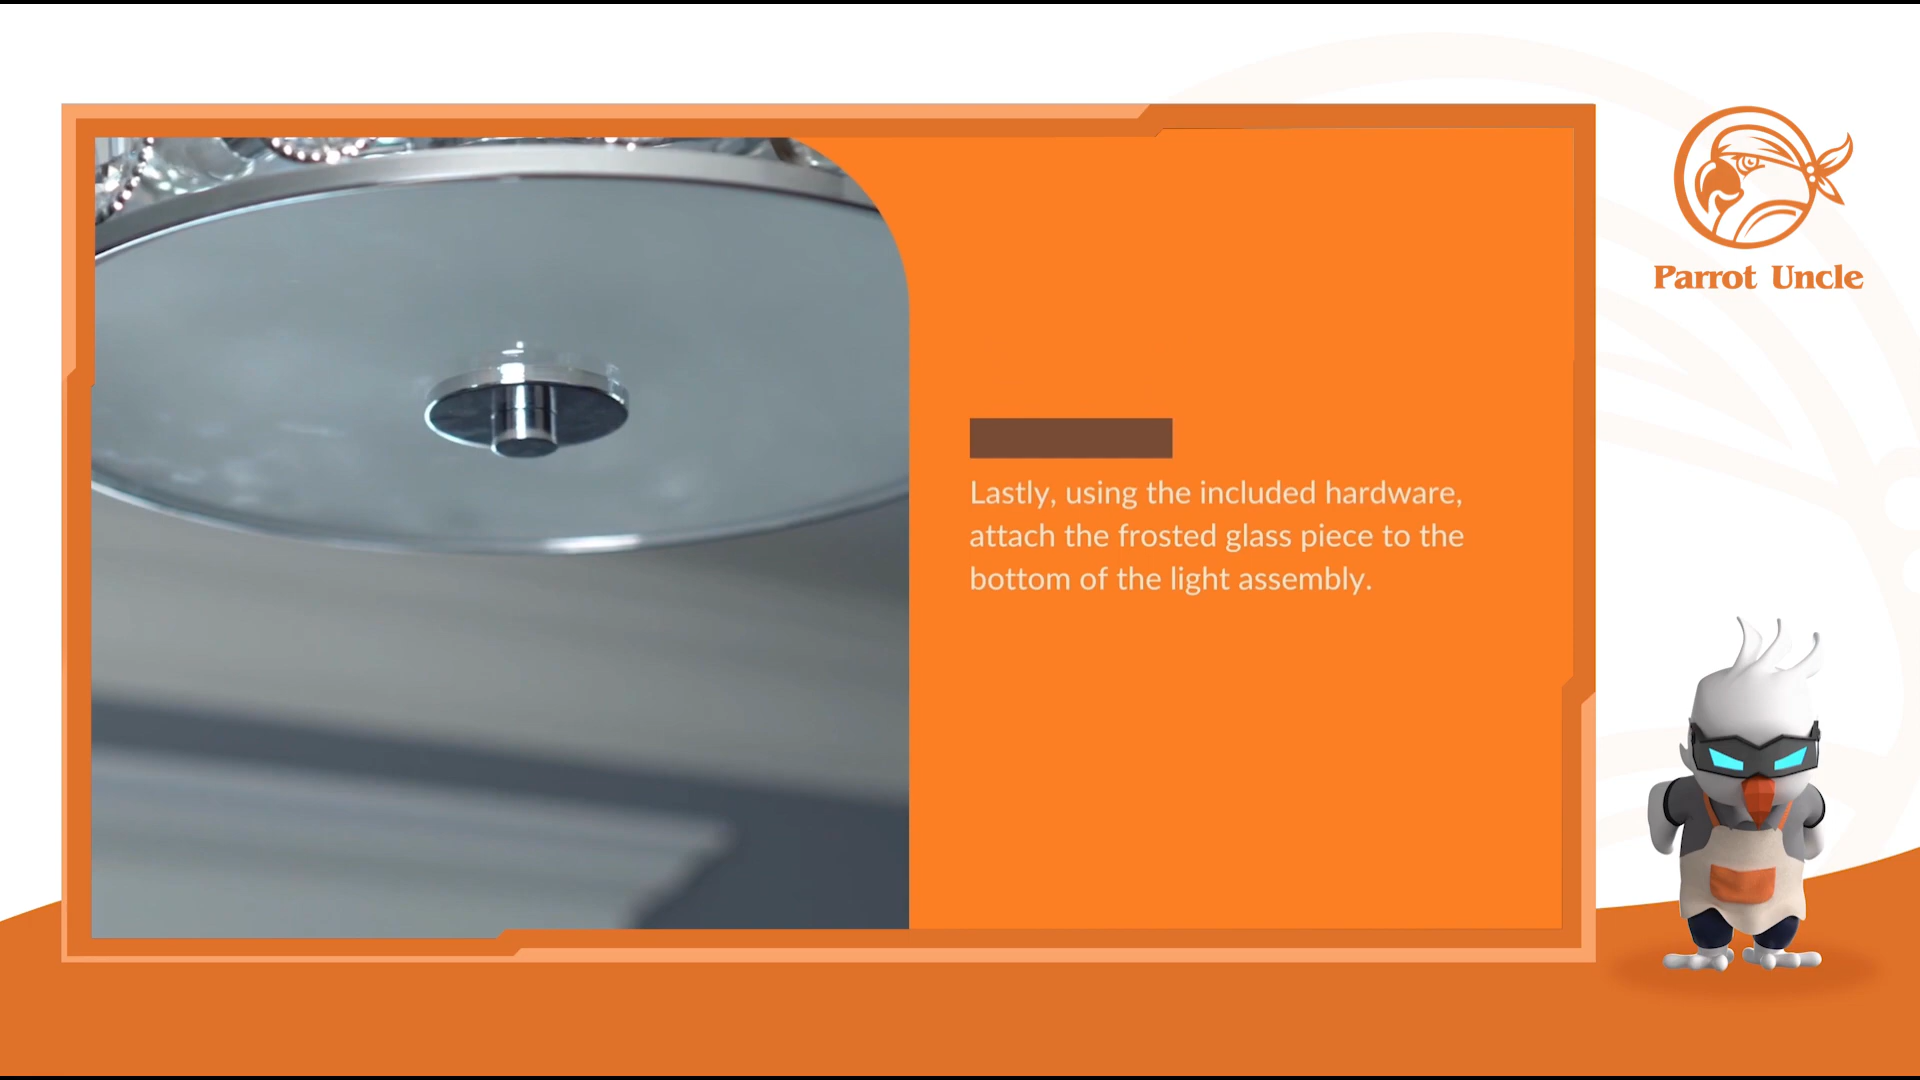 Parrot Uncle
Lastly, using the included hardware,
attach the frosted glass piece to the
bottom of the light assembly.